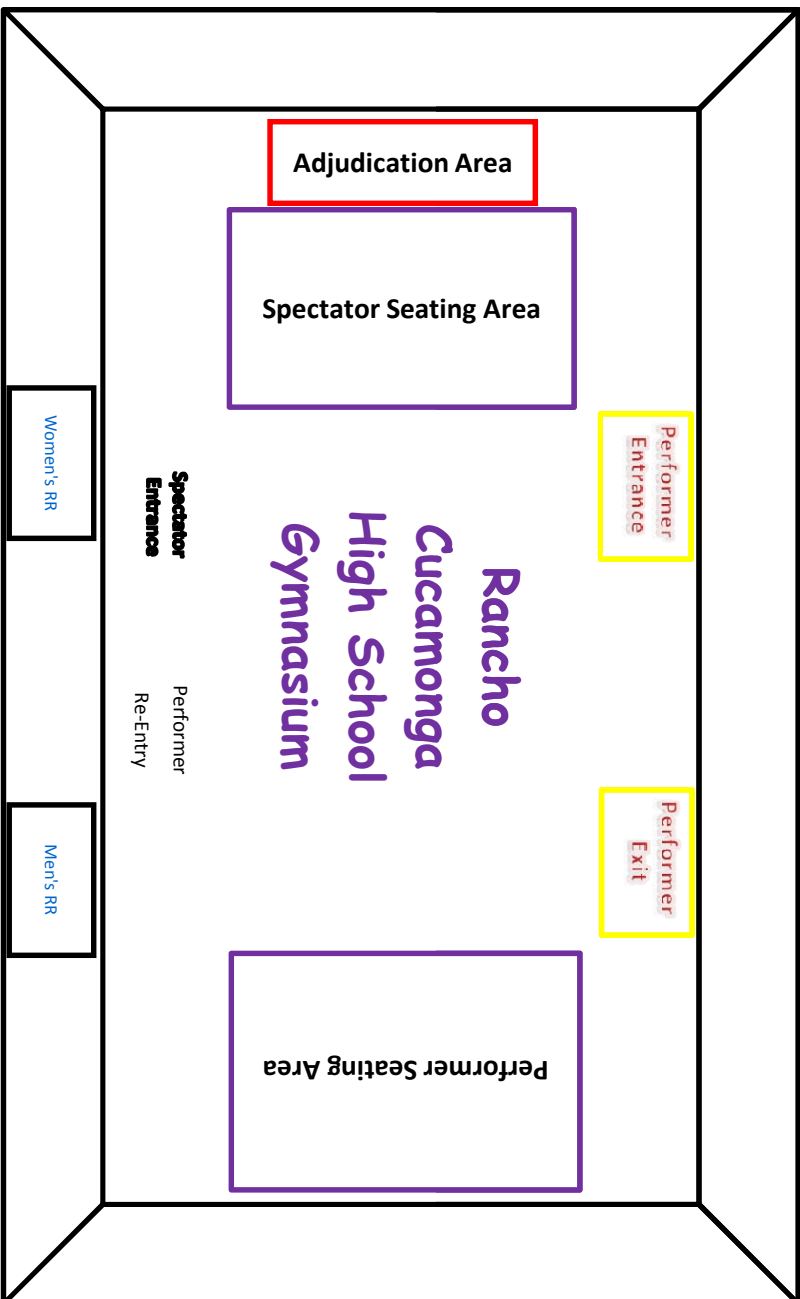 Adjudication Area
Spectator Seating Area
Performer
Entrance
Women's RR
Spectator
Entrance
Rancho
Cucamonga
High School
Gymnasium
Performer
Re-Entry
Performer
Exit
Men's RR
Performer Seating Area